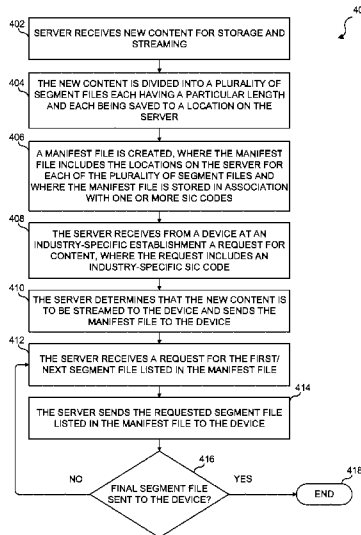 40
402
SERVER RECEIVES NEW CONTENT FOR STORAGE AND
STREAMING
404
THE NEW CONTENT IS DIVIDED INTO A PLURALITY OF
SEGMENT FILES EACH HAVING A PARTICULAR LENGTH
AND EACH BEING SAVED TO A LOCATION ON THE
SERVER
406
A MANIFEST FILE IS CREATED, WHERE THE MANIFEST
FILE INCLUDES THE LOCATIONS ON THE SERVER FOR
EACH OF THE PLURALITY OF SEGMENT FILES AND
WHERE THE MANIFEST FILE IS STORED IN ASSOCIATION
WITH ONE OR MORE SIC CODES
408
THE SERVER RECEIVES FROM A DEVICE AT AN
INDUSTRY-SPECIFIC ESTABLISHMENT A REQUEST FOR
CONTENT, WHERE THE REQUEST INCLUDES AN
INDUSTRY-SPECIFIC SIC CODE
410
THE SERVER DETERMINES THAT THE NEW CONTENT IS
TO BE STREAMED TO THE DEVICE AND SENDS THE
MANIFEST FILE TO THE DEVICE
412
THE SERVER RECEIVES A REQUEST FOR THE FIRST/
NEXT SEGMENT FILE LISTED IN THE MANIFEST FILE
414
THE SERVER SENDS THE REQUESTED SEGMENT FILE
LISTED IN THE MANIFEST FILE TO THE DEVICE
416
NO
YES
FINAL SEGMENT FILE
SENT TO THE DEVICE?
418
END